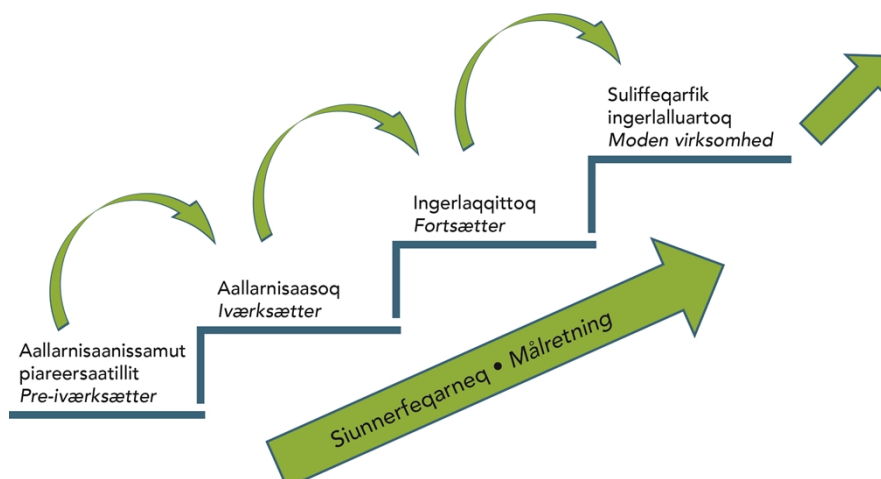 Aallarnisaanissamut
piareersaatillit
Pre-iværksætter
Aallarnisaasoq
Iværksætter
Ingerlaqqittoq
Fortsætter
Suliffeqarfik
ingerlalluartoq
Moden virksomhed
Siunnerfeqarneq • Målretning